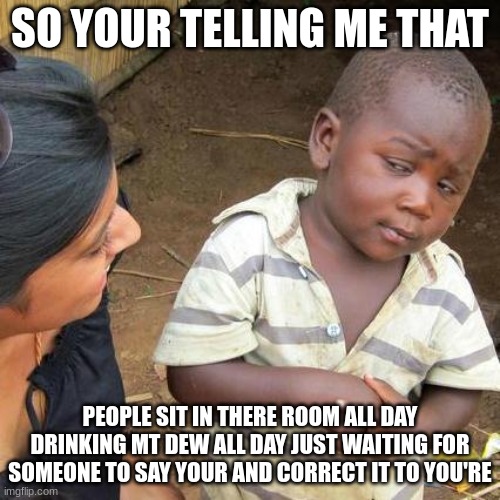 SO YOUR TELLING ME THAT
PEOPLE SIT IN THERE ROOM ALL DAY
DRINKING MT DEW ALL DAY JUST WAITING FOR
SOMEONE TO SAY YOUR AND CORRECT IT TO YOU'RE
imgflip.com